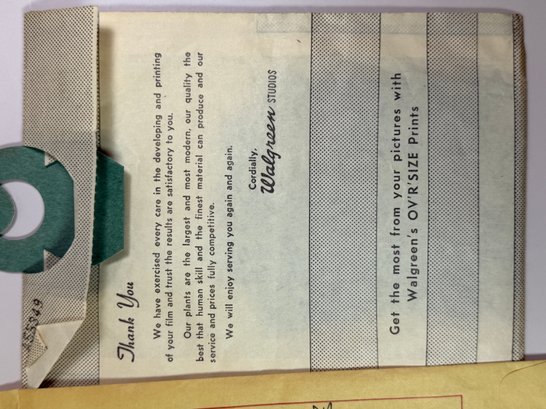 Thank You
We have exercised every care in the developing and printing
of your film and trust the results are satisfactory to you.
Our plants are the largest and most modern, our quality the
best that human skill and the finest material can produce and our
service and prices fully competitive.
We will enjoy serving you again and again.
Cordially,
Walgreen STUDIOS
Get the most from your pictures with
Walgreen's OV'R'SIZE Prints